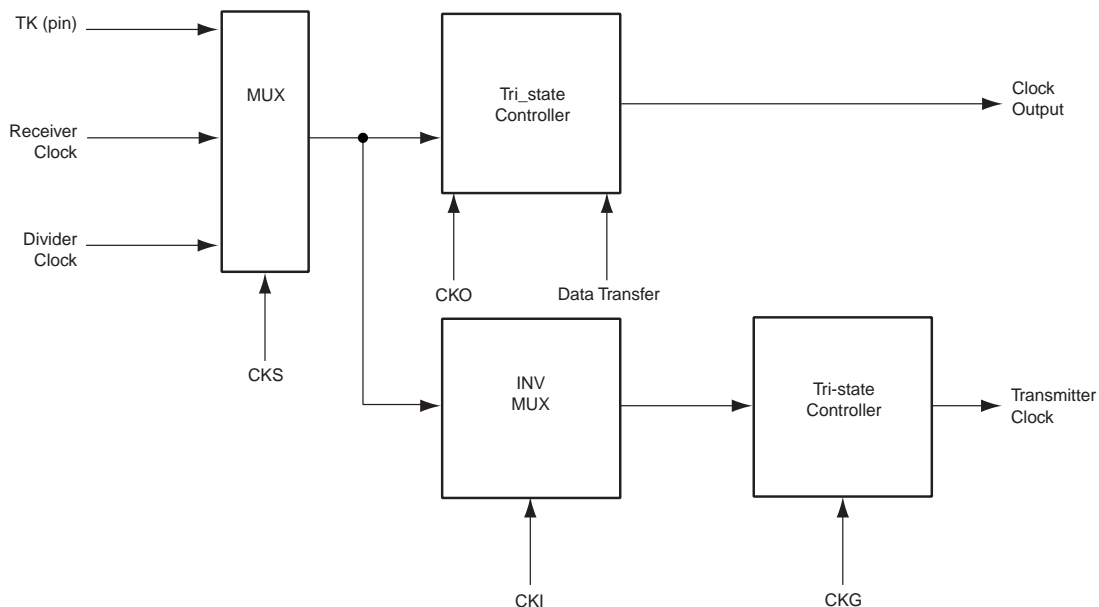 TK (pin)
MUX
Receiver
Clock
Divider
Clock
CKS
Tri_state
Controller
Clock
Output
CKO
Data Transfer
INV
MUX
Tri-state
Controller
Transmitter
Clock
CKI
CKG